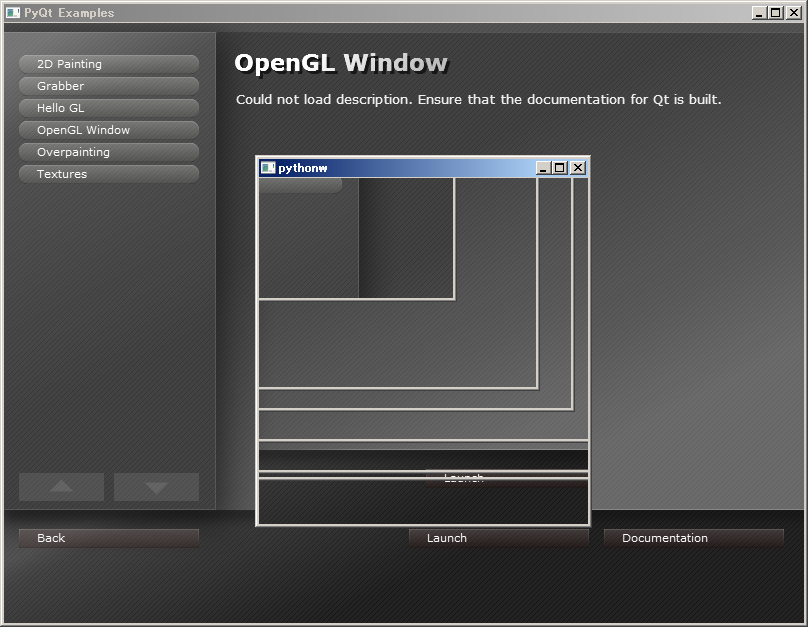 PyQt Examples
2D Painting
Grabber
Hello GL
OpenGL Window
Overpainting
Textures
OpenGL Window
Could not load description. Ensure that the documentation for Qt is built.
pythonw
Launch
Back
Launch
Documentation